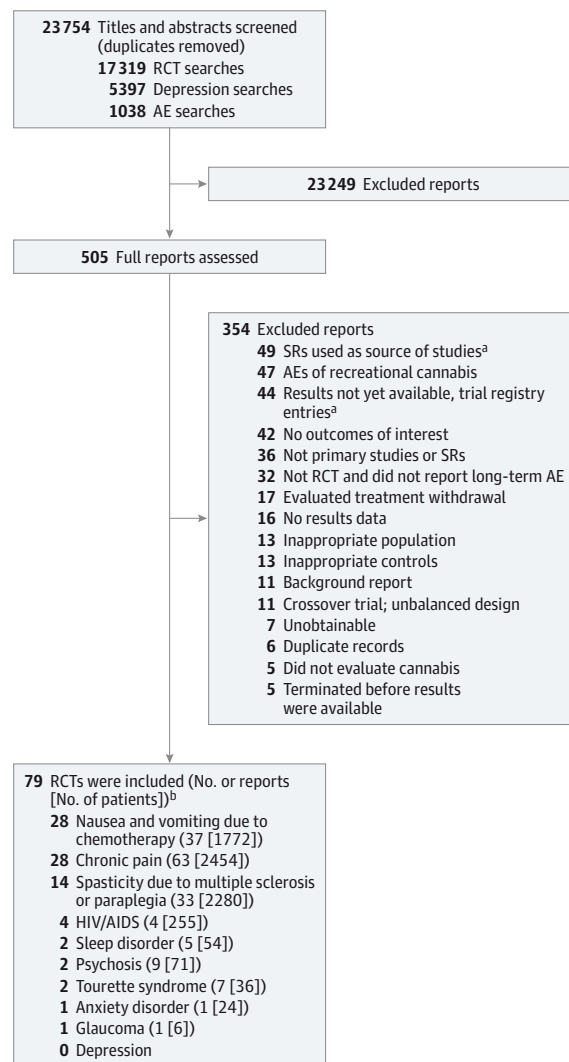 23 754 Titles and abstracts screened
(duplicates removed)
17 319 RCT searches
5397 Depression searches
1038 AE searches
23 249 Excluded reports
505 Full reports assessed
354 Excluded reports
49 SRs used as source of studiesa
47 AEs of recreational cannabis
44 Results not yet available, trial registry
entriesa
42 No outcomes of interest
36 Not primary studies or SRs
32 Not RCT and did not report long-term AE
17 Evaluated treatment withdrawal
16 No results data
13 Inappropriate population
13 Inappropriate controls
11 Background report
11 Crossover trial; unbalanced design
7 Unobtainable
6 Duplicate records
5 Did not evaluate cannabis
5 Terminated before results
were available
79 RCTs were included (No. or reports
[No. of patients])b
28 Nausea and vomiting due to
chemotherapy (37 [1772])
28 Chronic pain (63 [2454])
14 Spasticity due to multiple sclerosis
or paraplegia (33 [2280])
4 HIV/AIDS (4 [255])
2 Sleep disorder (5 [54])
2 Psychosis (9 [71])
2 Tourette syndrome (7 [36])
1 Anxiety disorder (1 [24])
1 Glaucoma (1 [6])
0 Depression